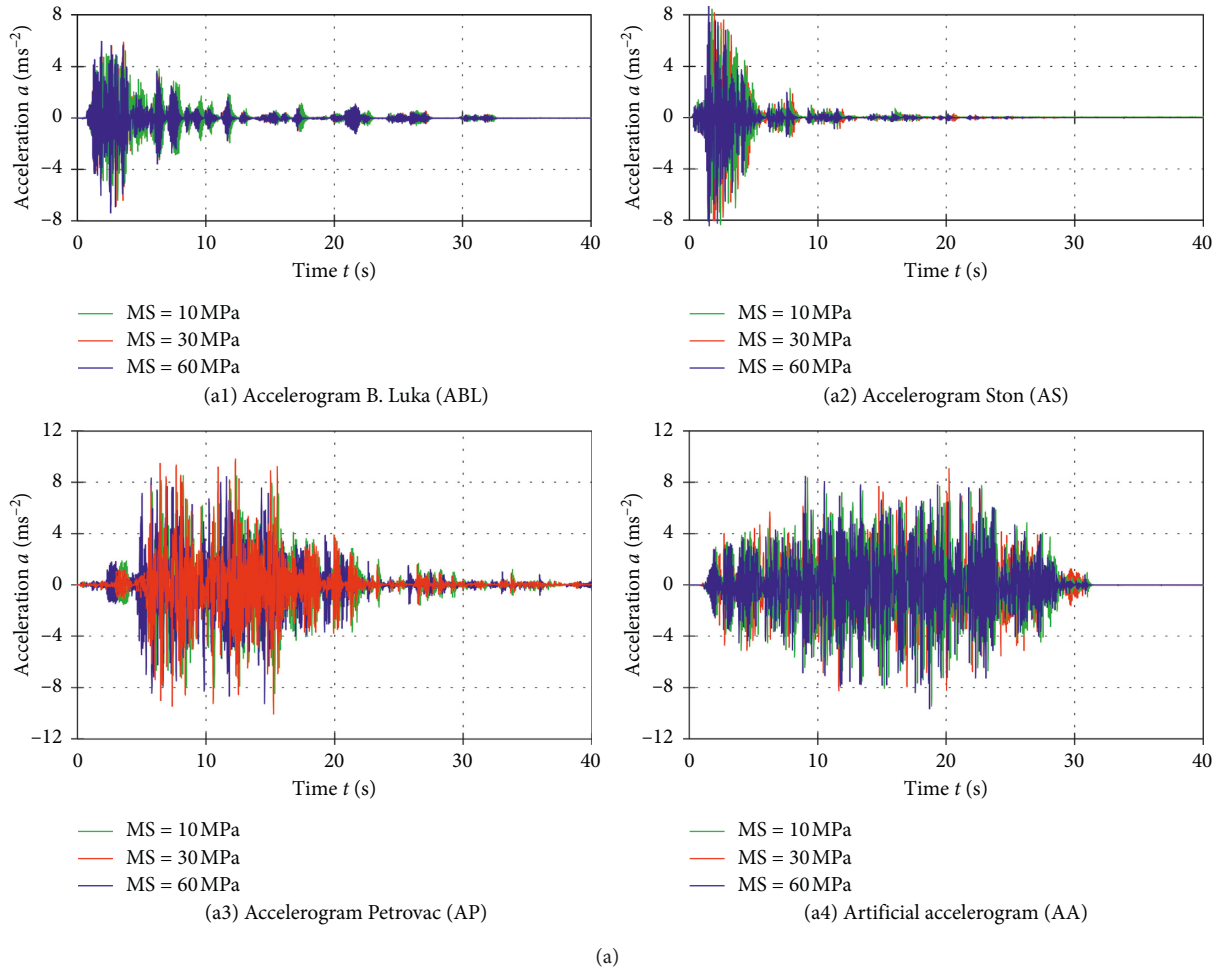 8
4
0
−4
−8
Acceleration a (ms−2)
0 10 20 30 40
Time t (s)
MS = 10 MPa
MS = 30 MPa
MS = 60 MPa
(a1) Accelerogram B. Luka (ABL)
8
4
0
−4
−8
Acceleration a (ms−2)
0 10 20 30 40
Time t (s)
MS = 10 MPa
MS = 30 MPa
MS = 60 MPa
(a2) Accelerogram Ston (AS)
12
8
4
0
−4
−8
−12
Acceleration a (ms−2)
0 10 20 30 40
Time t (s)
MS = 10 MPa
MS = 30 MPa
MS = 60 MPa
(a3) Accelerogram Petrovac (AP)
12
8
4
0
−4
−8
−12
Acceleration a (ms−2)
0 10 20 30 40
Time t (s)
MS = 10 MPa
MS = 30 MPa
MS = 60 MPa
(a4) Artificial accelerogram (AA)
(a)